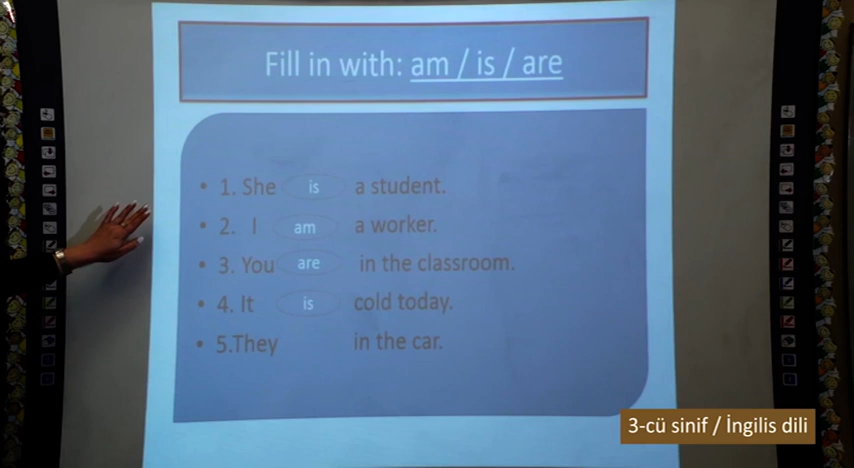 Fill in with: am / is / are
• 1. She is a student.
• 2. I am a worker.
• 3. You are in the classroom.
• 4. It is cold today.
• 5.They in the car.
3-cü sinif / İngilis dili